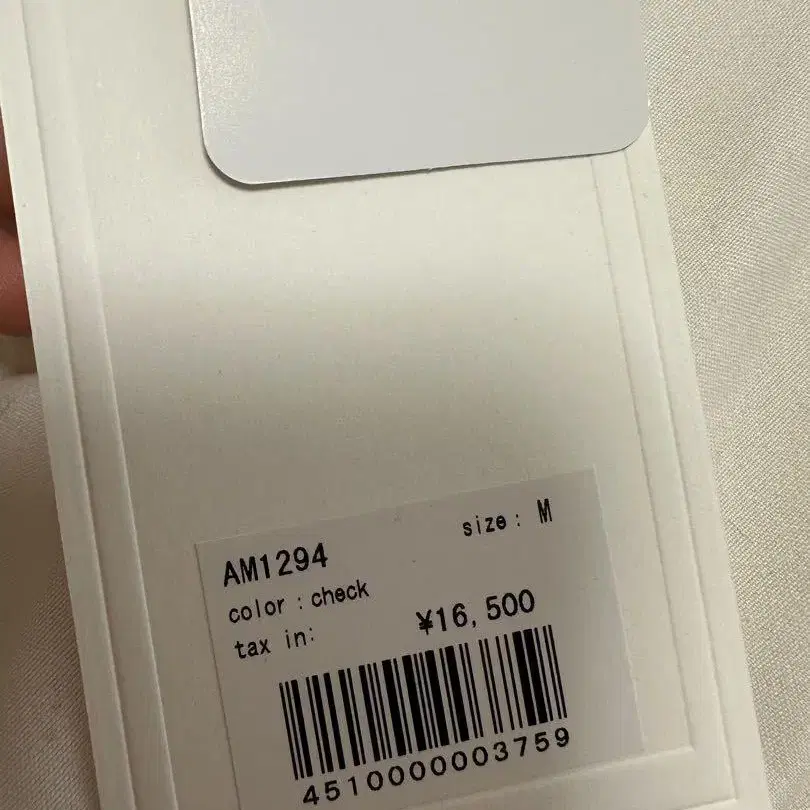 AM1294 size: M
color:check
tax in: ¥16,500
4510000003759